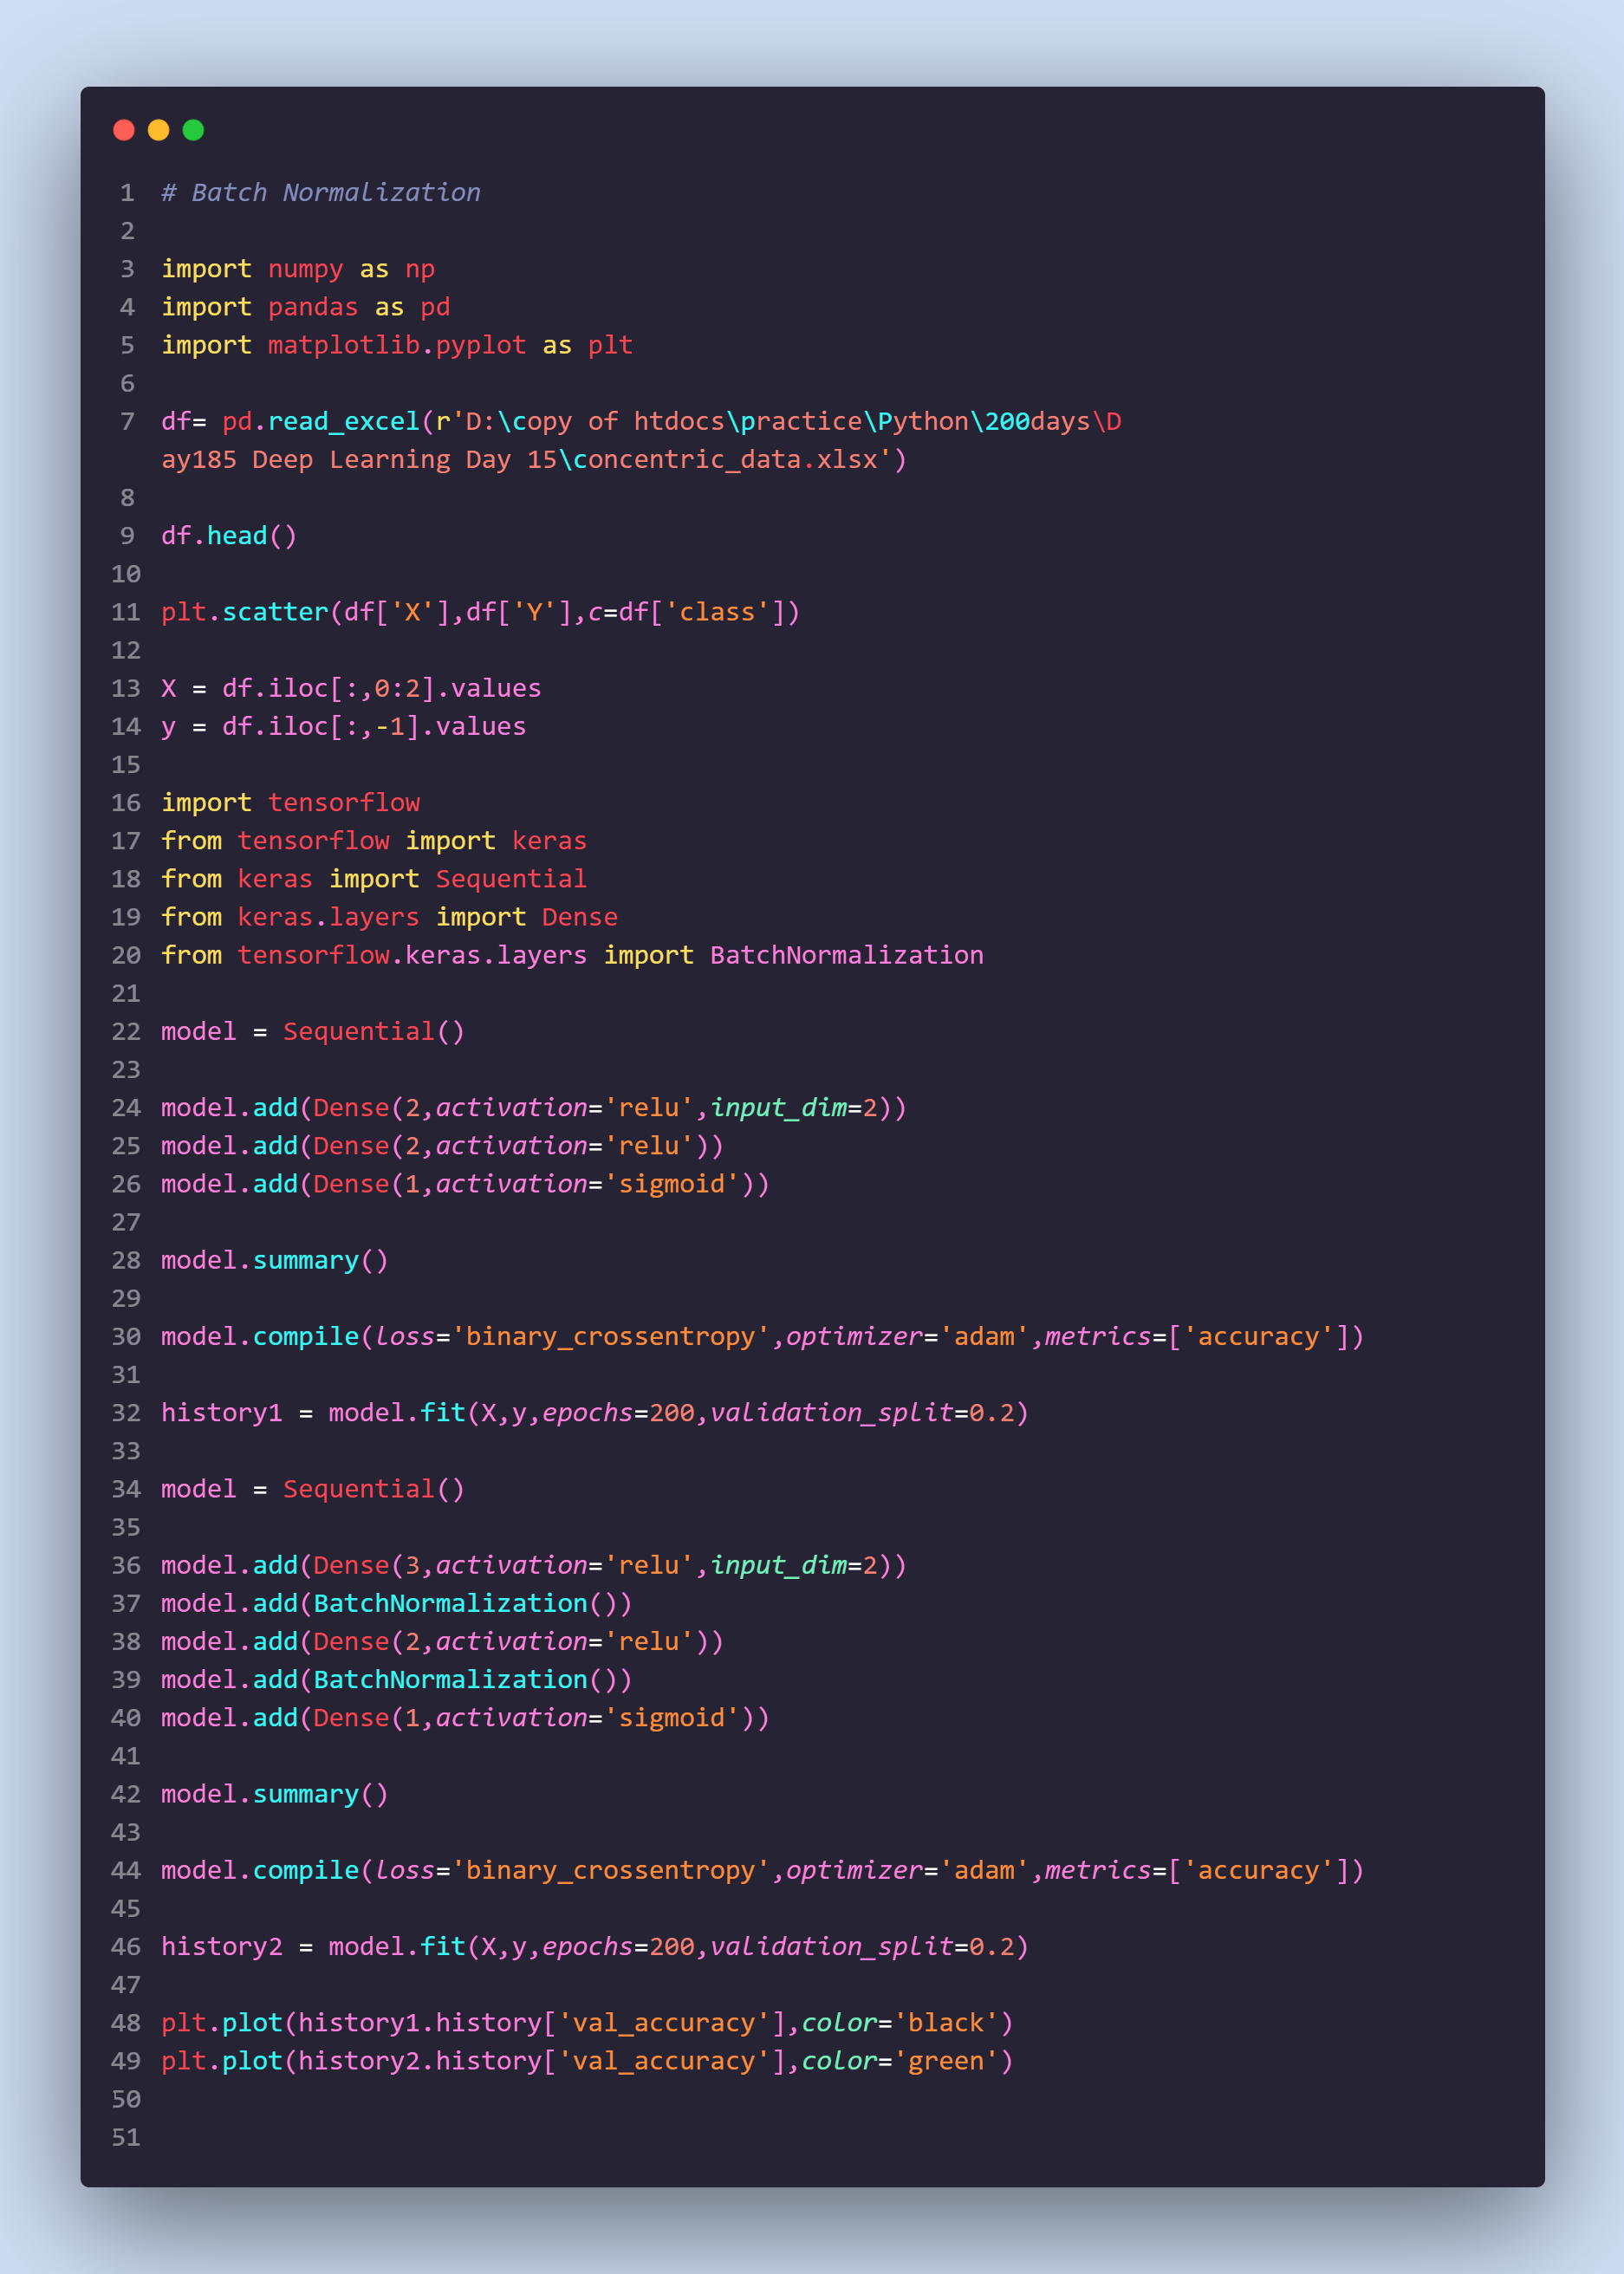 1 # Batch Normalization
2
3 import numpy as np
4 import pandas as pd
5 import matplotlib.pyplot as plt
6
7 df= pd.read_excel(r'D:\copy of htdocs\practice\Python\200days\D
ay185 Deep Learning Day 15\concentric_data.xlsx')
8
9 df.head()
10
11 plt.scatter(df['X'],df['Y'],c=df['class'])
12
13 X = df.iloc[:,0:2].values
14 y = df.iloc[:,-1].values
15
16 import tensorflow
17 from tensorflow import keras
18 from keras import Sequential
19 from keras.layers import Dense
20 from tensorflow.keras.layers import BatchNormalization
21
22 model = Sequential()
23
24 model.add(Dense(2,activation='relu',input_dim=2))
25 model.add(Dense(2,activation='relu'))
26 model.add(Dense(1,activation='sigmoid'))
27
28 model.summary()
29
30 model.compile(loss='binary_crossentropy',optimizer='adam',metrics=['accuracy'])
31
32 history1 = model.fit(X,y,epochs=200,validation_split=0.2)
33
34 model = Sequential()
35
36 model.add(Dense(3,activation='relu',input_dim=2))
37 model.add(BatchNormalization())
38 model.add(Dense(2,activation='relu'))
39 model.add(BatchNormalization())
40 model.add(Dense(1,activation='sigmoid'))
41
42 model.summary()
43
44 model.compile(loss='binary_crossentropy',optimizer='adam',metrics=['accuracy'])
45
46 history2 = model.fit(X,y,epochs=200,validation_split=0.2)
47
48 plt.plot(history1.history['val_accuracy'],color='black')
49 plt.plot(history2.history['val_accuracy'],color='green')
50
51